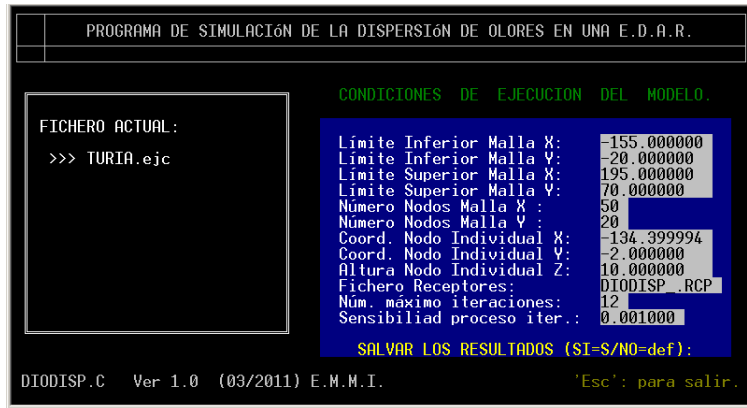 PROGRAMA DE SIMULACIóN DE LA DISPERSIóN DE OLORES EN UNA E.D.A.R.
CONDICIONES DE EJECUCION DEL MODELO.
FICHERO ACTUAL:
>>> TURIA.ejc
Límite Inferior Malla X: -155.000000
Límite Inferior Malla Y: -20.000000
Límite Superior Malla X: 195.000000
Límite Superior Malla Y: 70.000000
Número Nodos Malla X : 50
Número Nodos Malla Y : 20
Coord. Nodo Individual X: -134.399994
Coord. Nodo Individual Y: -2.000000
Altura Nodo Individual Z: 10.000000
Fichero Receptores: DIODISP_.RCP
Núm. máximo iteraciones: 12
Sensibiliad proceso iter.: 0.001000
SALVAR LOS RESULTADOS (SI=S/NO=def):
DIODISP.C Ver 1.0 (03/2011) E.M.M.I. 'Esc': para salir.